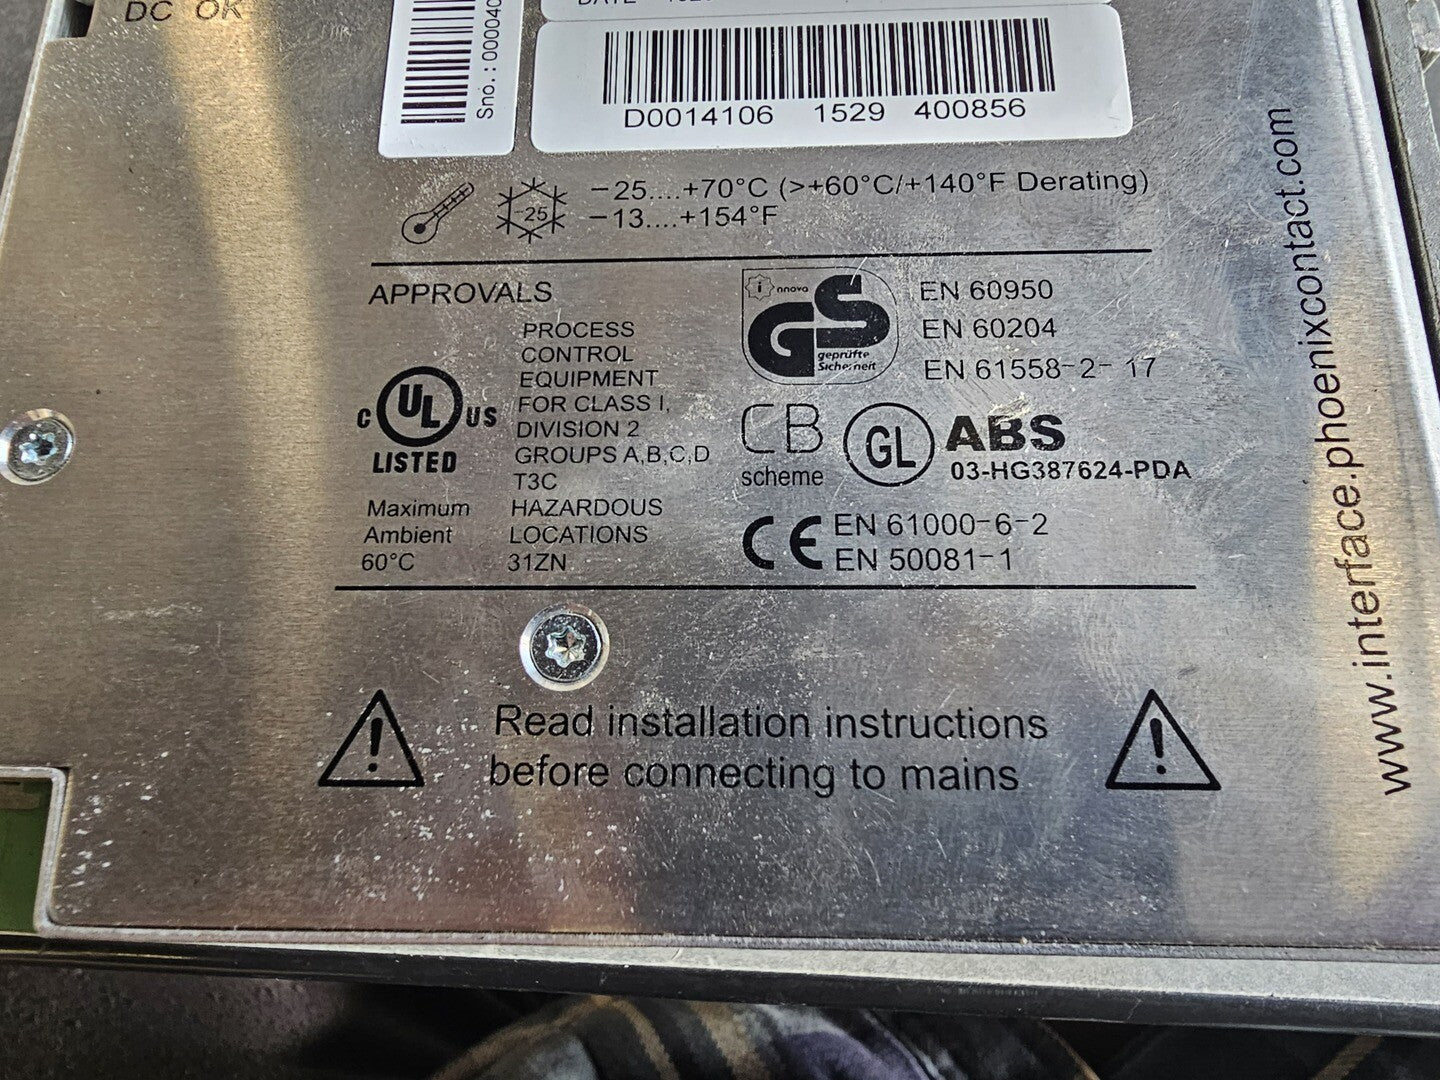 DC OK
Sno.: 000040
D0014106 1529 400856
25
-25....+70°C (>+60°C/+140°F Derating)
-13....+154°F
APPROVALS
PROCESS
CONTROL
EQUIPMENT
FOR CLASS I,
DIVISION 2
GROUPS A,B,C,D
T3C
HAZARDOUS
LOCATIONS
31ZN
C UL US
LISTED
Maximum
Ambient
60°C
innova
GS
geprüfte
Sicherheit
EN 60950
EN 60204
EN 61558-2-17
CB
scheme
GL
ABS
03-HG387624-PDA
CE
EN 61000-6-2
EN 50081-1
Read installation instructions
before connecting to mains
www.interface.phoenixcontact.com